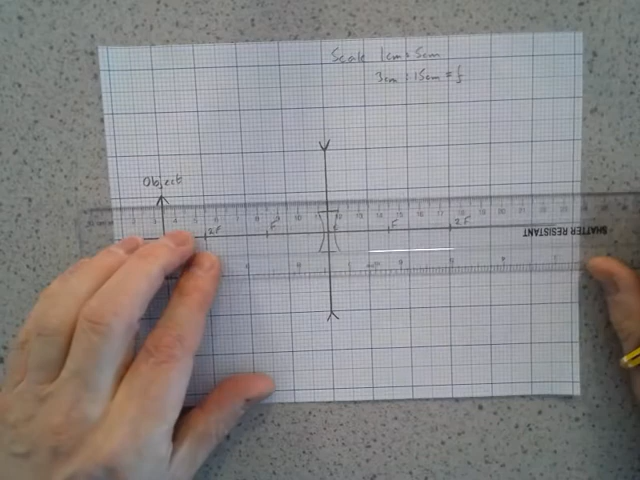 Scale 1cm : 5cm
3cm : 15cm = f
Object
2F F F 2F
SHATTER RESISTANT